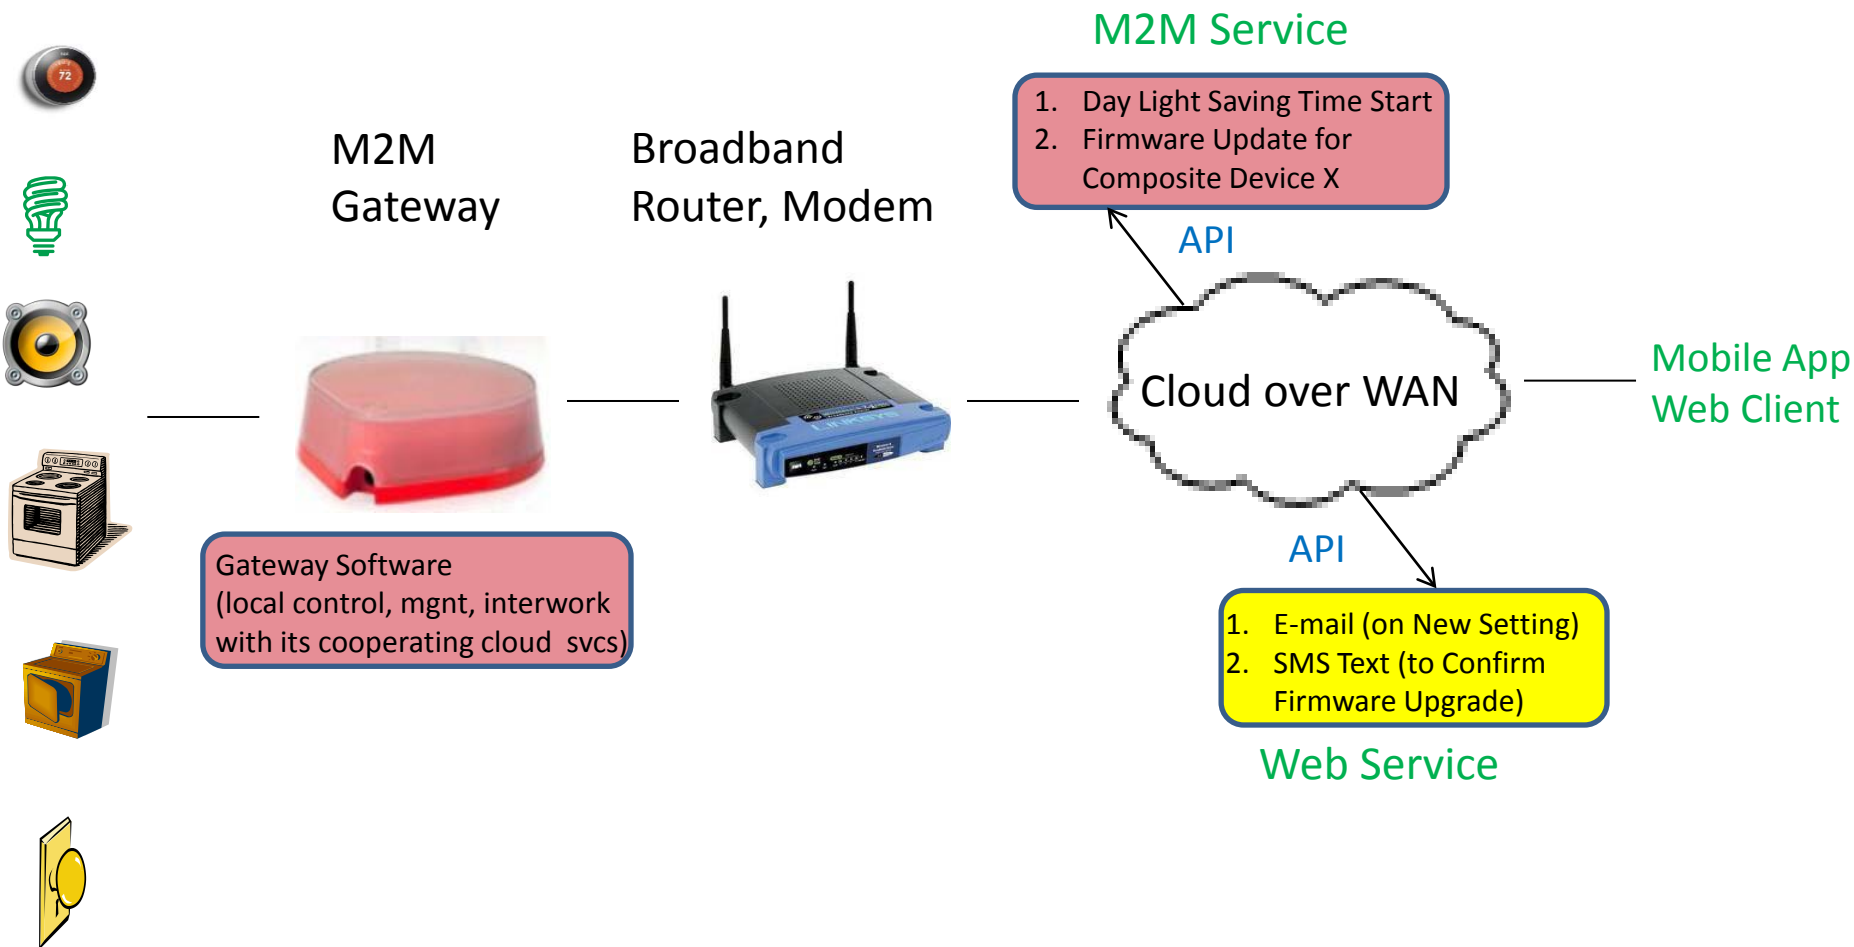 M2M Service
1. Day Light Saving Time Start
2. Firmware Update for
Composite Device X
M2M
Gateway
Broadband
Router, Modem
72
API
Cloud over WAN
Mobile App
Web Client
LINKSYS
Gateway Software
(local control, mgnt, interwork
with its cooperating cloud svcs)
API
1. E-mail (on New Setting)
2. SMS Text (to Confirm
Firmware Upgrade)
Web Service